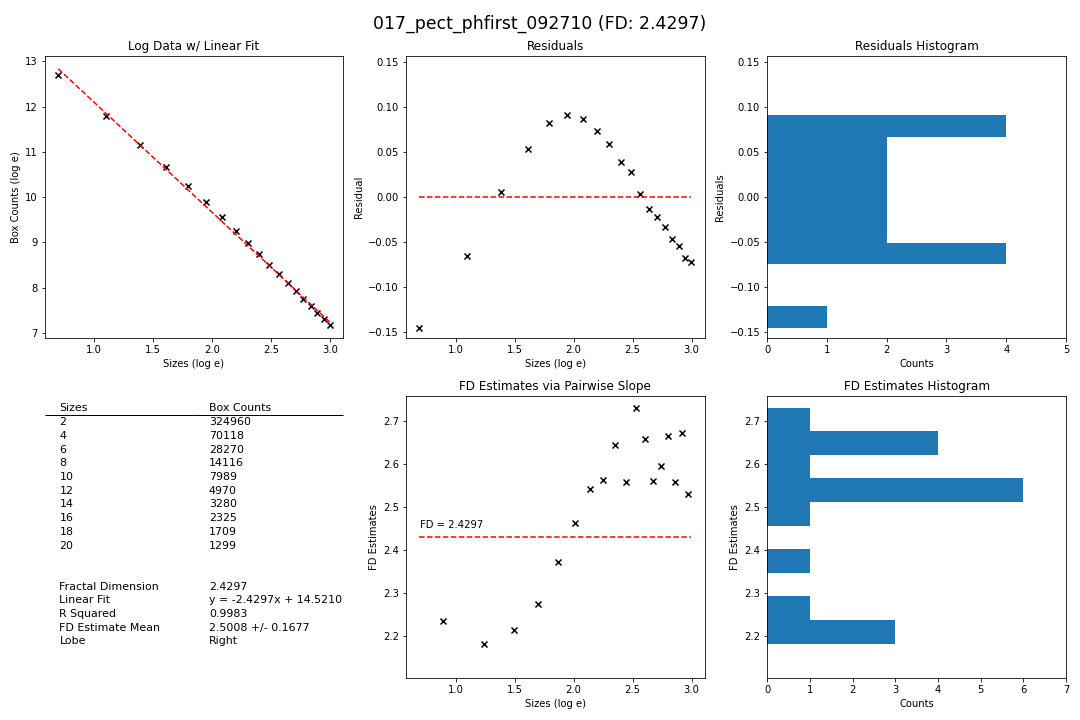 017_pect_phfirst_092710 (FD: 2.4297)
Log Data w/ Linear Fit
13
12
11
10
9
8
7
Box Counts (log e)
1.0 1.5 2.0 2.5 3.0
Sizes (log e)
Residuals
0.15
0.10
0.05
0.00
−0.05
−0.10
−0.15
Residual
1.0 1.5 2.0 2.5 3.0
Sizes (log e)
Residuals Histogram
0.15
0.10
0.05
0.00
−0.05
−0.10
−0.15
Residuals
0 1 2 3 4 5
Counts
Sizes Box Counts
2 324960
4 70118
6 28270
8 14116
10 7989
12 4970
14 3280
16 2325
18 1709
20 1299
Fractal Dimension 2.4297
Linear Fit y = -2.4297x + 14.5210
R Squared 0.9983
FD Estimate Mean 2.5008 +/- 0.1677
Lobe Right
FD Estimates via Pairwise Slope
2.7
2.6
2.5
2.4
2.3
2.2
FD Estimates
FD = 2.4297
1.0 1.5 2.0 2.5 3.0
Sizes (log e)
FD Estimates Histogram
2.7
2.6
2.5
2.4
2.3
2.2
FD Estimates
0 1 2 3 4 5 6 7
Counts